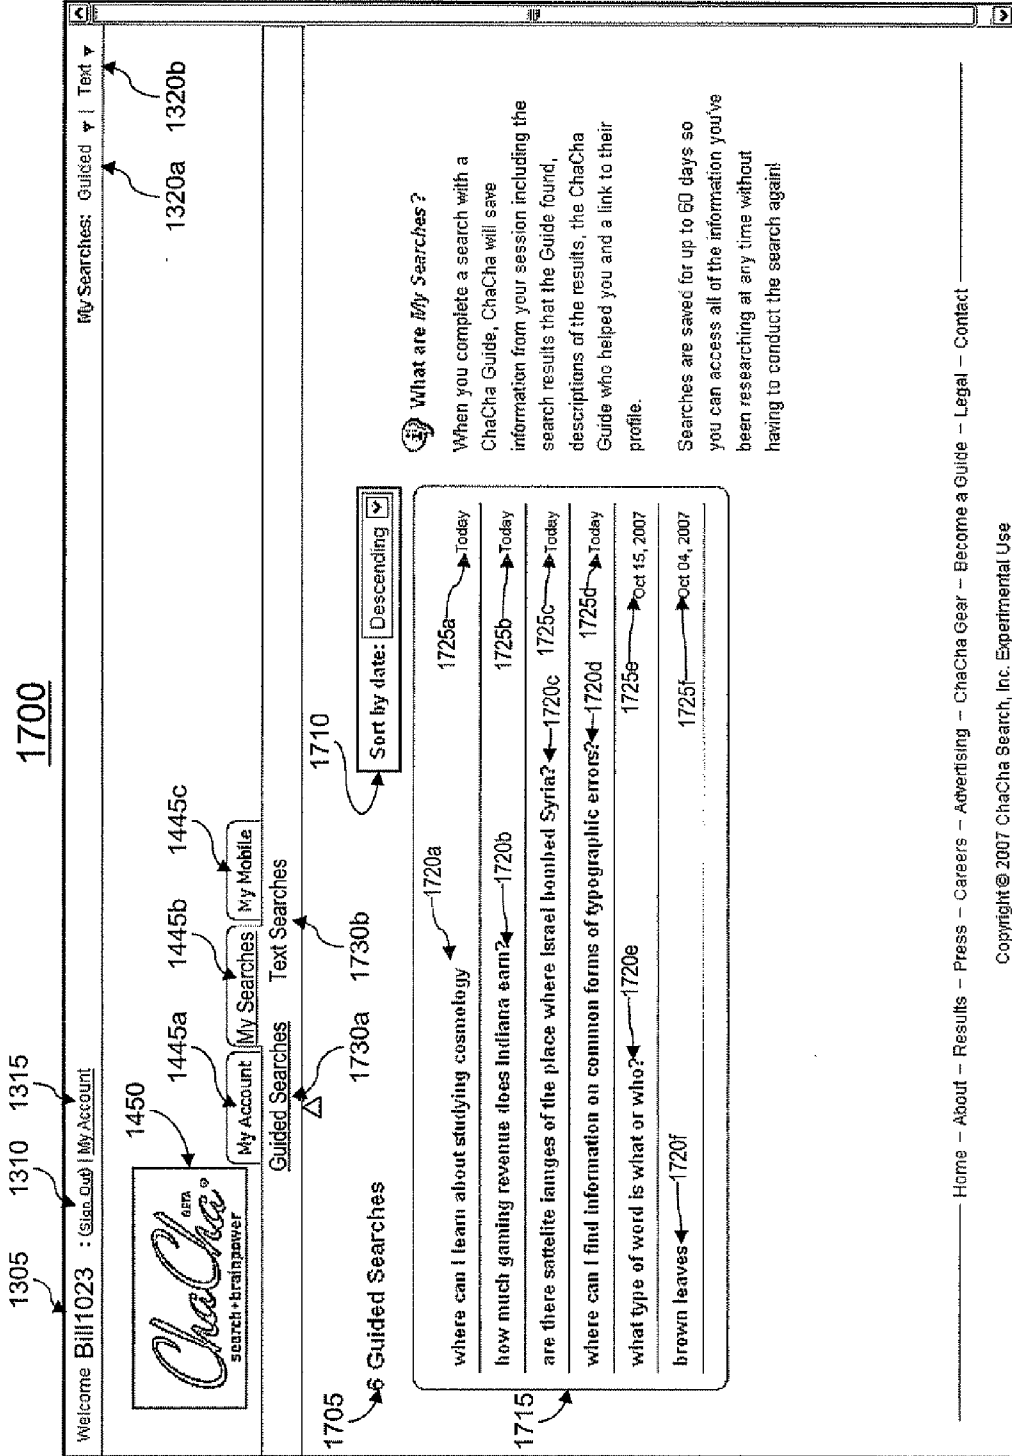 1700
1305
1310
1315
Welcome Bill1023 : (Sign Out) | My Account
My Searches: Guided ▾ | Text ▾
1320a
1320b
ChaCha BETA
search+brainpower
1450
1445a
1445b
1445c
My Account
My Searches
My Mobile
Guided Searches
Text Searches
1730a
1730b
1705
6 Guided Searches
1710
Sort by date: Descending
1715
where can I learn about studying cosmology
1720a
1725a
Today
how much gaming revenue does Indiana earn?
1720b
1725b
Today
are there sattelite iamges of the place where Israel bombed Syria?
1720c
1725c
Today
where can I find information on common forms of typographic errors?
1720d
1725d
Today
what type of word is what or who?
1720e
1725e
Oct 15, 2007
brown leaves
1720f
1725f
Oct 04, 2007
What are My Searches?
When you complete a search with a
ChaCha Guide, ChaCha will save
information from your session including the
search results that the Guide found,
descriptions of the results, the ChaCha
Guide who helped you and a link to their
profile.
Searches are saved for up to 60 days so
you can access all of the information you've
been researching at any time without
having to conduct the search again!
Home – About – Results – Press – Careers – Advertising – ChaCha Gear – Become a Guide – Legal – Contact
Copyright © 2007 ChaCha Search, Inc. Experimental Use